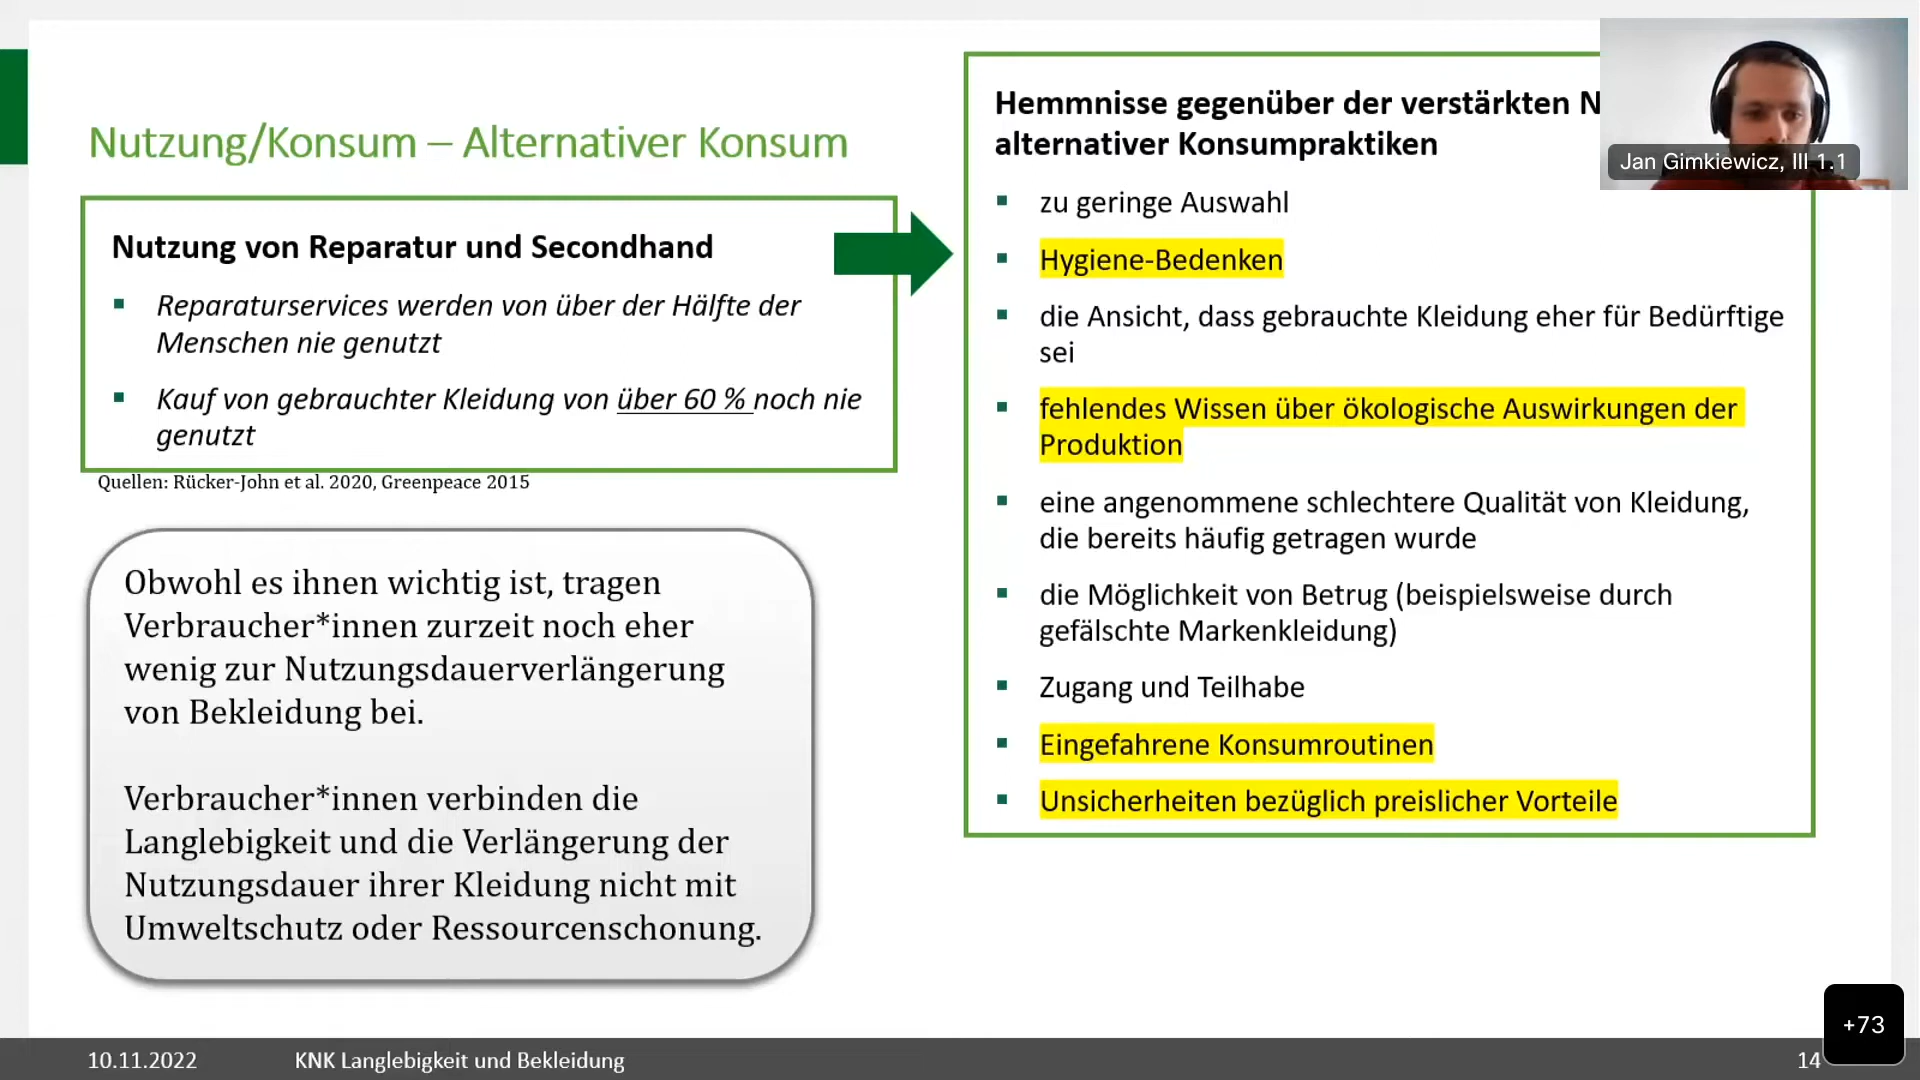 Nutzung/Konsum – Alternativer Konsum
Nutzung von Reparatur und Secondhand
▪ Reparaturservices werden von über der Hälfte der
Menschen nie genutzt
▪ Kauf von gebrauchter Kleidung von über 60 % noch nie
genutzt
Quellen: Rücker-John et al. 2020, Greenpeace 2015
Obwohl es ihnen wichtig ist, tragen
Verbraucher*innen zurzeit noch eher
wenig zur Nutzungsdauerverlängerung
von Bekleidung bei.
Verbraucher*innen verbinden die
Langlebigkeit und die Verlängerung der
Nutzungsdauer ihrer Kleidung nicht mit
Umweltschutz oder Ressourcenschonung.
Hemmnisse gegenüber der verstärkten
alternativer Konsumpraktiken
▪ zu geringe Auswahl
▪ Hygiene-Bedenken
▪ die Ansicht, dass gebrauchte Kleidung eher für Bedürftige
sei
▪ fehlendes Wissen über ökologische Auswirkungen der
Produktion
▪ eine angenommene schlechtere Qualität von Kleidung,
die bereits häufig getragen wurde
▪ die Möglichkeit von Betrug (beispielsweise durch
gefälschte Markenkleidung)
▪ Zugang und Teilhabe
▪ Eingefahrene Konsumroutinen
▪ Unsicherheiten bezüglich preislicher Vorteile
Jan Gimkiewicz, III 1.1
+73
10.11.2022 KNK Langlebigkeit und Bekleidung 14